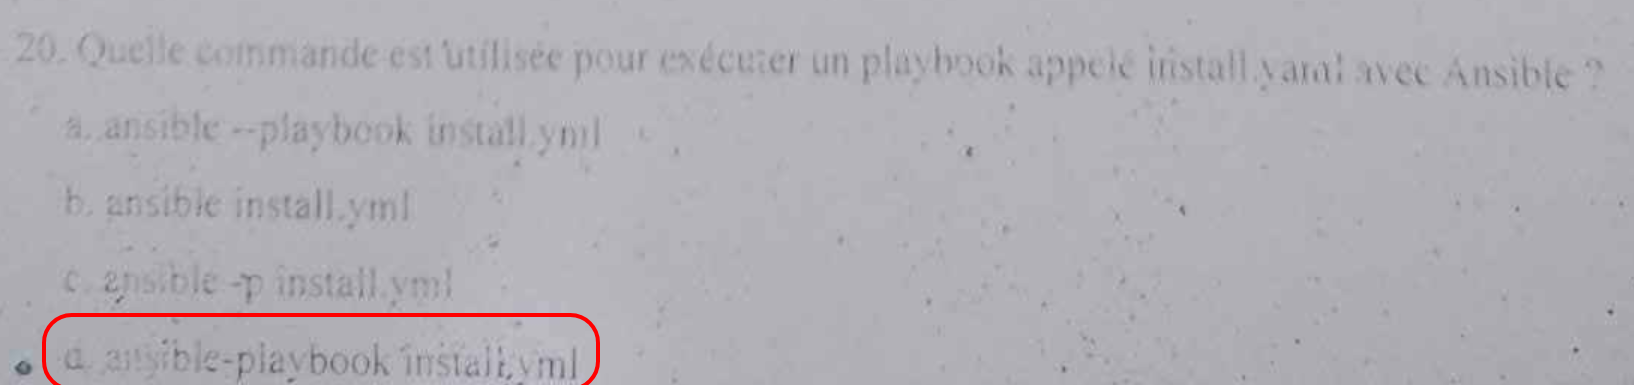 20. Quelle commande est utilisée pour exécuter un playbook appelé install.yaml avec Ansible ?
a. ansible --playbook install.yml
b. ansible install.yml
c. ansible -p install.yml
d. ansible-playbook install.yml